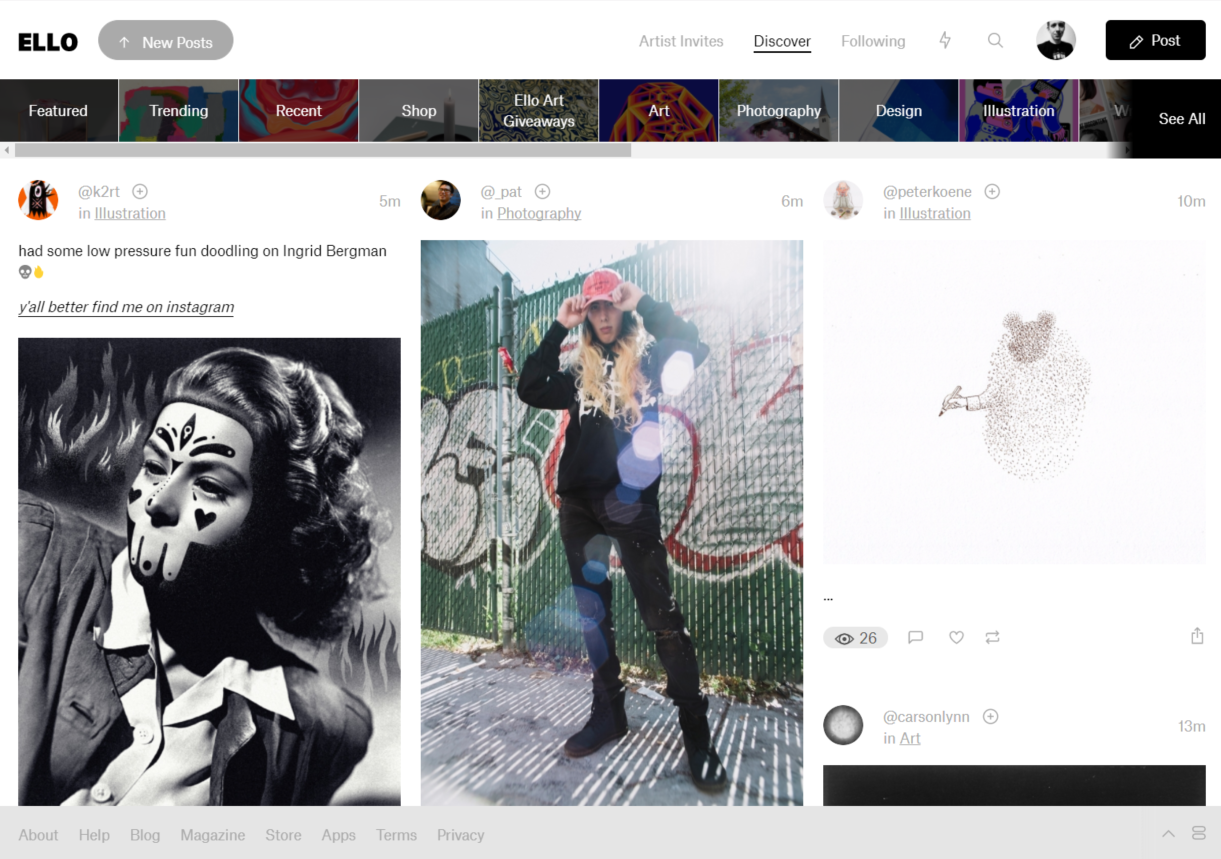 ELLO
New Posts
Artist Invites
Discover
Following
Post
Featured
Trending
Recent
Shop
Ello Art
Giveaways
Art
Photography
Design
Illustration
See All
@k2rt
in Illustration
5m
had some low pressure fun doodling on Ingrid Bergman
💀💧
y'all better find me on instagram
@_pat
in Photography
6m
@peterkoene
in Illustration
10m
...
26
@carsonlynn
in Art
13m
About
Help
Blog
Magazine
Store
Apps
Terms
Privacy